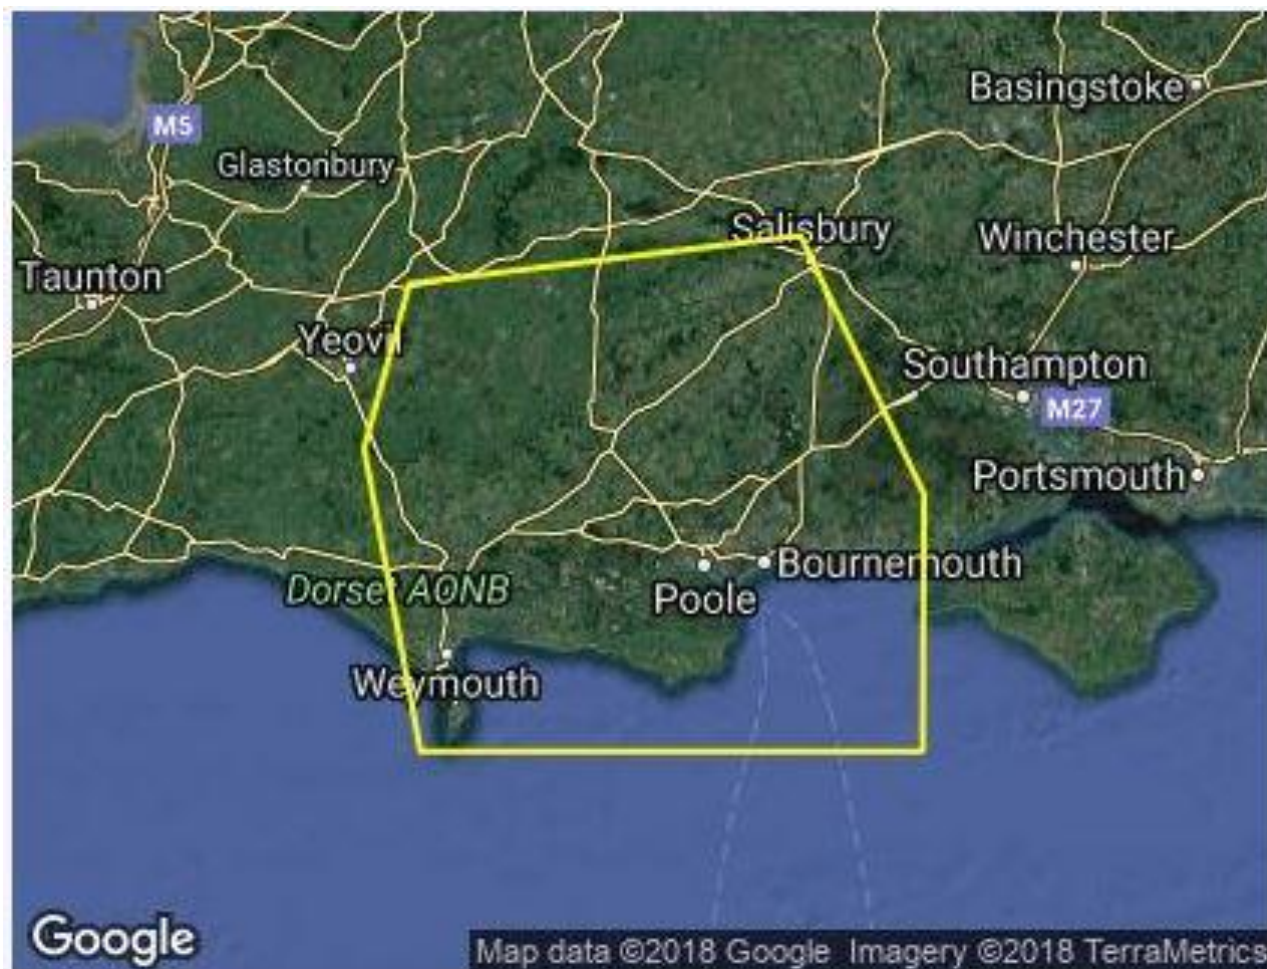 Basingstoke
M5
Glastonbury
Salisbury
Winchester
Taunton
Yeovil
Southampton
M27
Portsmouth
Bournemouth
Dorset AONB
Poole
Weymouth
Google
Map data ©2018 Google Imagery ©2018 TerraMetrics